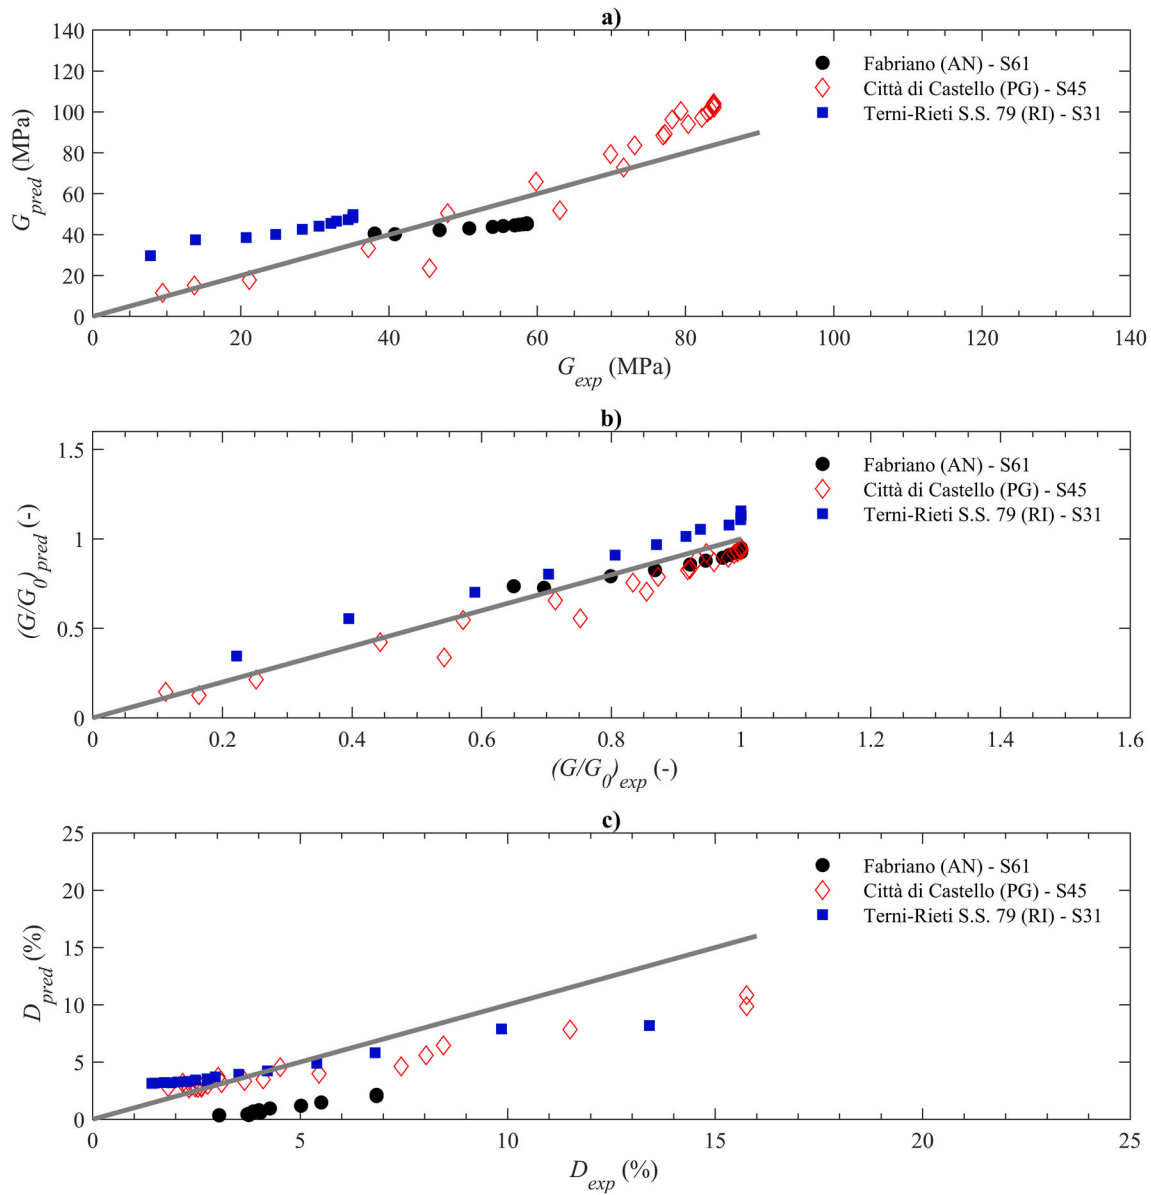 a)
140
120
100
80
60
40
20
0
G_pred (MPa)
Fabriano (AN) - S61
Città di Castello (PG) - S45
Terni-Rieti S.S. 79 (RI) - S31
0 20 40 60 80 100 120 140
G_exp (MPa)
b)
1.5
1
0.5
0
(G/G_0)_pred (-)
Fabriano (AN) - S61
Città di Castello (PG) - S45
Terni-Rieti S.S. 79 (RI) - S31
0 0.2 0.4 0.6 0.8 1 1.2 1.4 1.6
(G/G_0)_exp (-)
c)
25
20
15
10
5
0
D_pred (%)
Fabriano (AN) - S61
Città di Castello (PG) - S45
Terni-Rieti S.S. 79 (RI) - S31
0 5 10 15 20 25
D_exp (%)